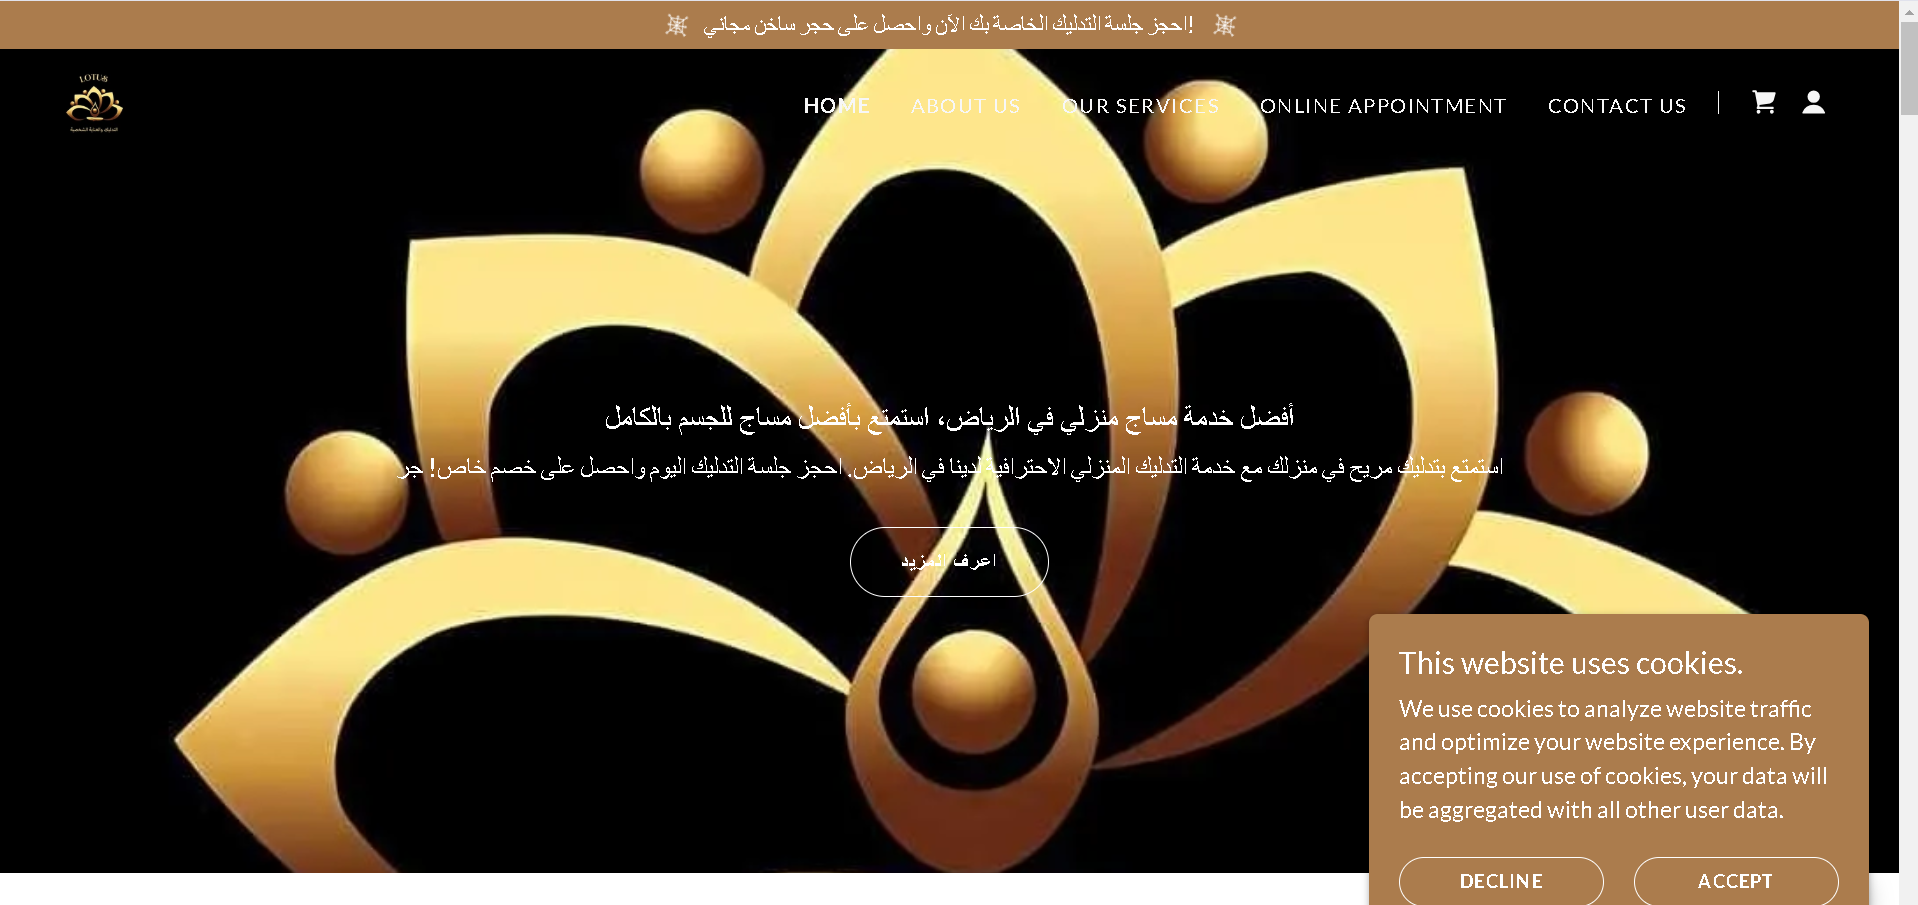 احجز جلسة التدليك الخاصة بك الآن واحصل على حجر ساخن مجاني!
LOTUS
HOME ABOUT US OUR SERVICES ONLINE APPOINTMENT CONTACT US
أفضل خدمة مساج منزلي في الرياض، استمتع بأفضل مساج للجسم بالكامل
استمتع بتدليك مريح في منزلك مع خدمة التدليك المنزلي الاحترافية لدينا في الرياض. احجز جلسة التدليك اليوم واحصل على خصم خاص! جر
اعرف المزيد
This website uses cookies.
We use cookies to analyze website traffic
and optimize your website experience. By
accepting our use of cookies, your data will
be aggregated with all other user data.
DECLINE ACCEPT